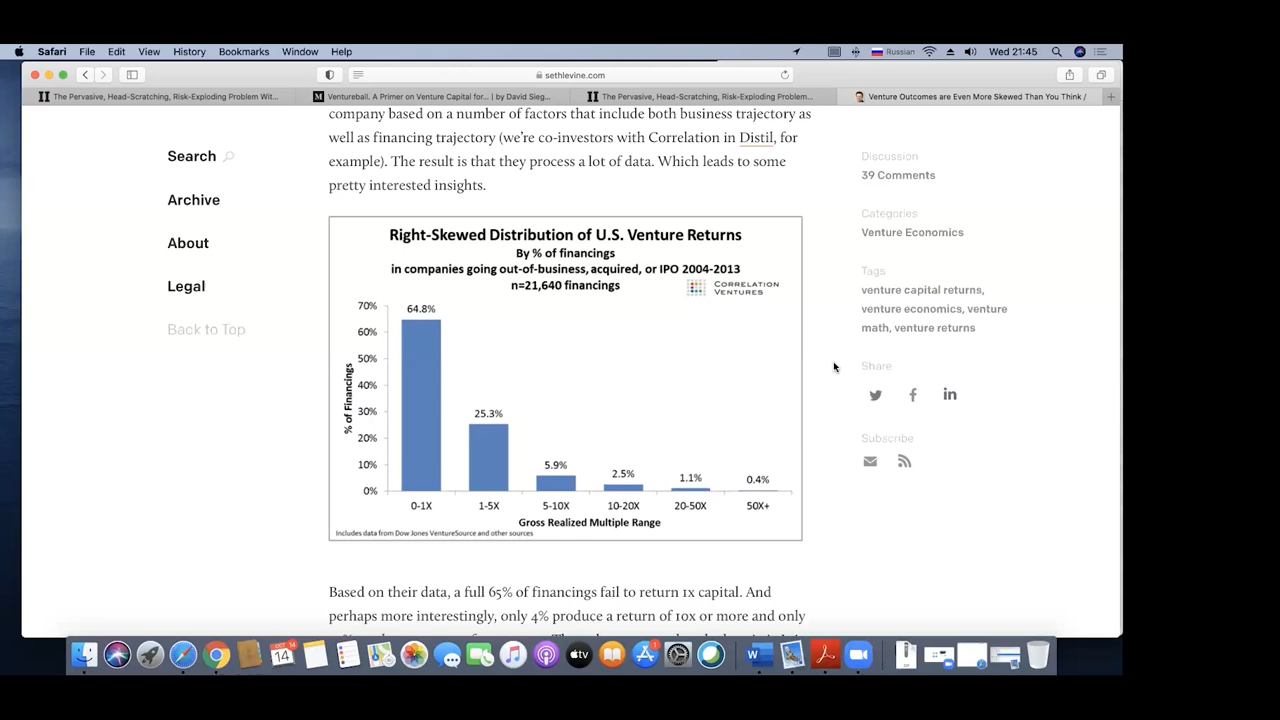 Safari File Edit View History Bookmarks Window Help
Russian Wed 21:45
sethlevine.com
The Pervasive, Head-Scratching, Risk-Exploding Problem Wit...
Ventureball. A Primer on Venture Capital for... | by David Sieg...
The Pervasive, Head-Scratching, Risk-Exploding Problem...
Venture Outcomes are Even More Skewed Than You Think /
Search
Archive
About
Legal
Back to Top
company based on a number of factors that include both business trajectory as
well as financing trajectory (we're co-investors with Correlation in Distil, for
example). The result is that they process a lot of data. Which leads to some
pretty interested insights.
Right-Skewed Distribution of U.S. Venture Returns
By % of financings
in companies going out-of-business, acquired, or IPO 2004-2013
n=21,640 financings
CORRELATION
VENTURES
% of Financings
70%
60%
50%
40%
30%
20%
10%
0%
64.8%
25.3%
5.9%
2.5%
1.1%
0.4%
0-1X 1-5X 5-10X 10-20X 20-50X 50X+
Gross Realized Multiple Range
Includes data from Dow Jones VentureSource and other sources
Based on their data, a full 65% of financings fail to return 1x capital. And
perhaps more interestingly, only 4% produce a return of 10x or more and only
Discussion
39 Comments
Categories
Venture Economics
Tags
venture capital returns,
venture economics, venture
math, venture returns
Share
Subscribe
OCT 14
14
tv
1